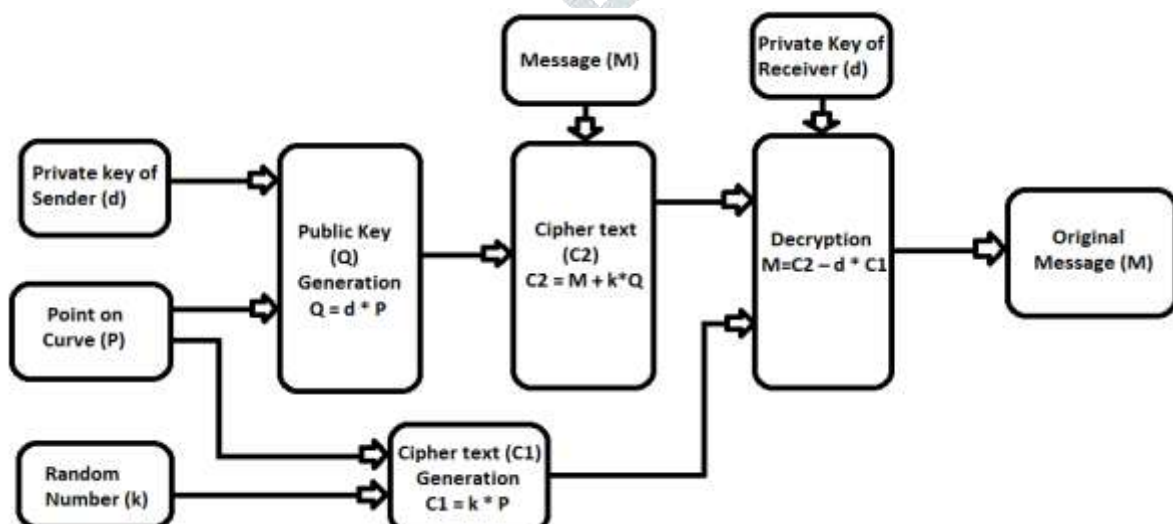 Message (M)
Private Key of
Receiver (d)
Private key of
Sender (d)
Public Key
(Q)
Generation
Q = d * P
Cipher text
(C2)
C2 = M + k*Q
Decryption
M=C2 – d * C1
Original
Message (M)
Point on
Curve (P)
Random
Number (k)
Cipher text (C1)
Generation
C1 = k * P